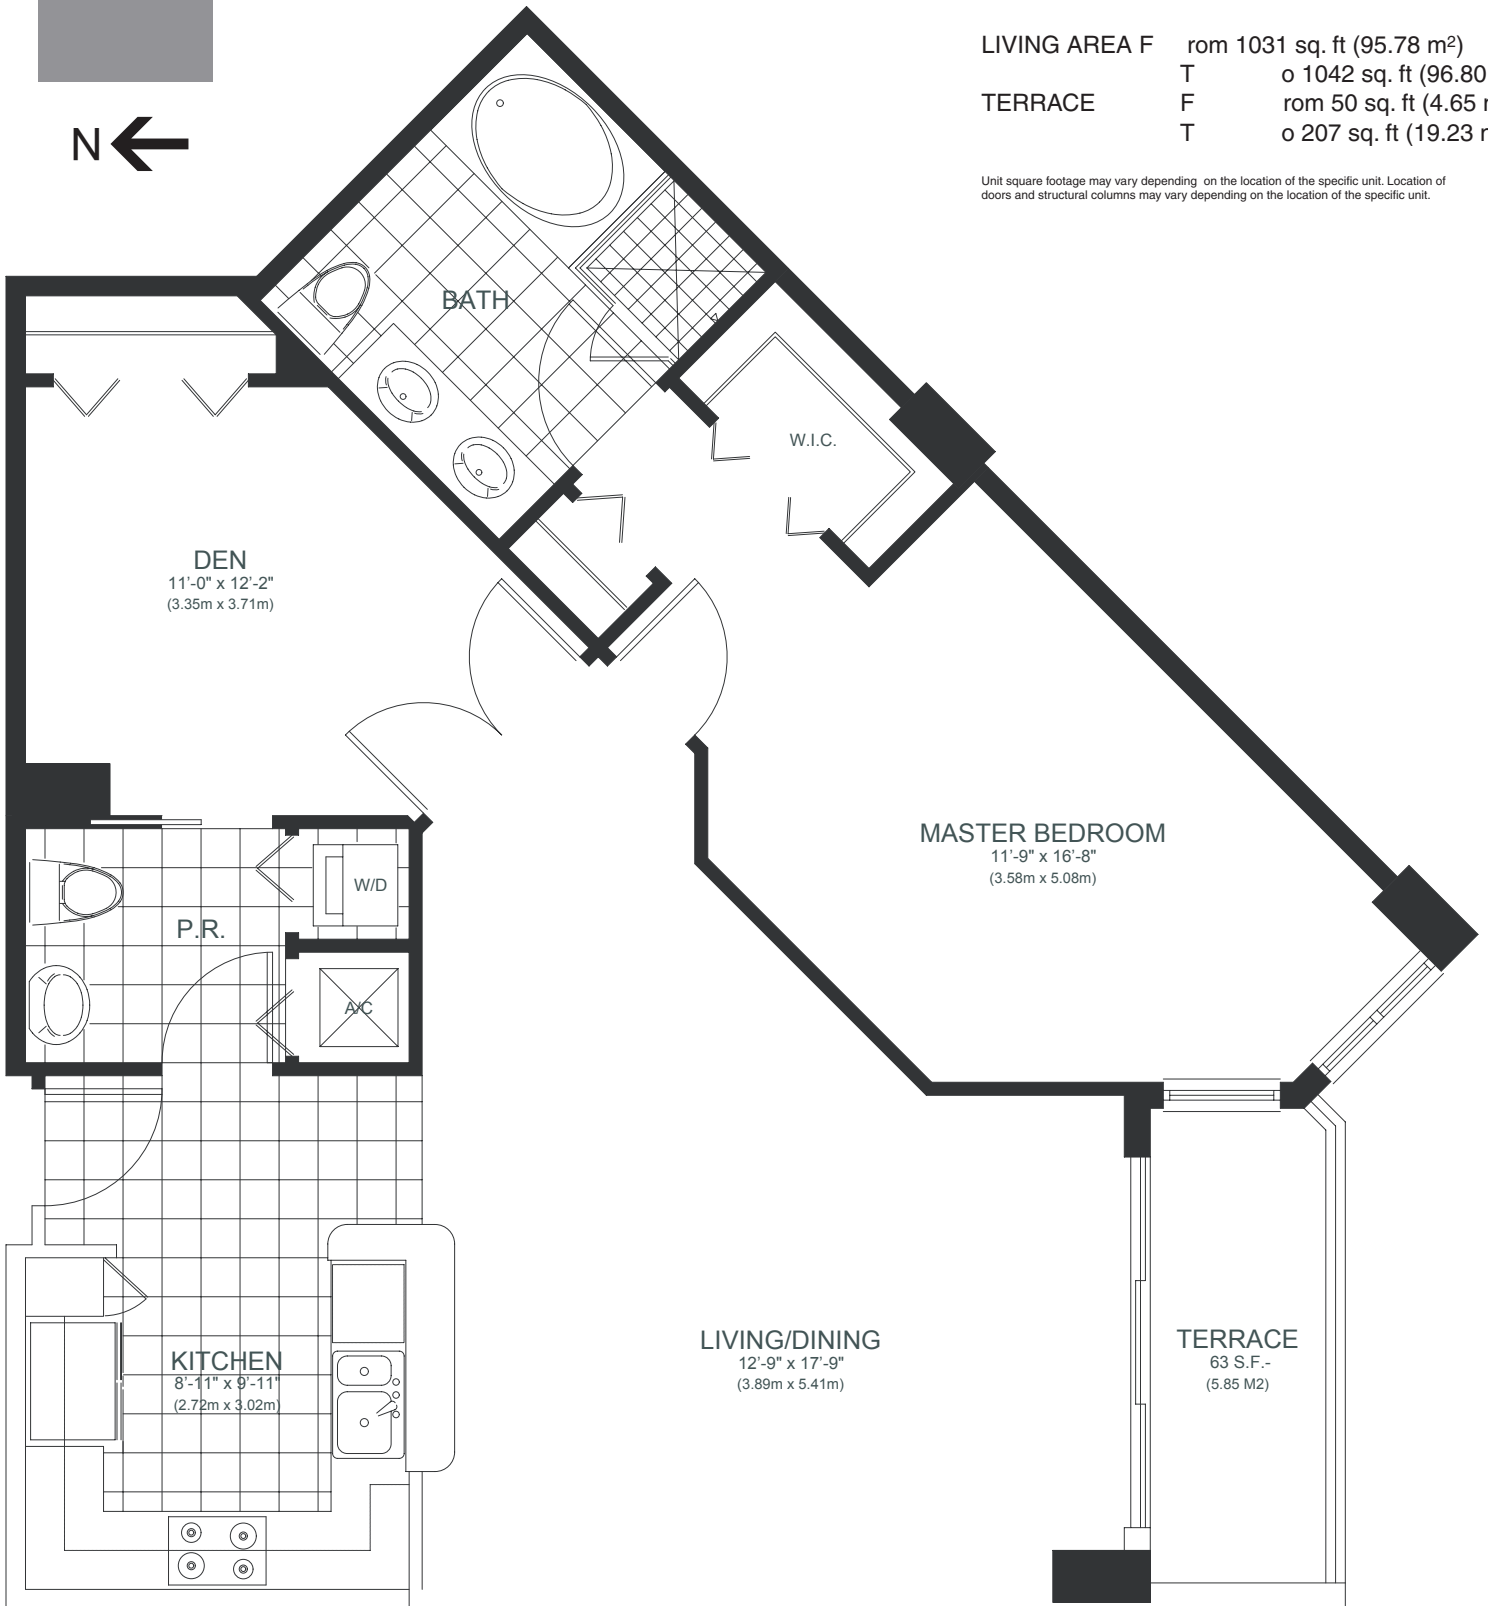 N
LIVING AREA F rom 1031 sq. ft (95.78 m²)
T o 1042 sq. ft (96.80
TERRACE F rom 50 sq. ft (4.65
T o 207 sq. ft (19.23
Unit square footage may vary depending on the location of the specific unit. Location of
doors and structural columns may vary depending on the location of the specific unit.
BATH
W.I.C.
DEN
11'-0" x 12'-2"
(3.35m x 3.71m)
MASTER BEDROOM
11'-9" x 16'-8"
(3.58m x 5.08m)
W/D
P.R.
A/C
LIVING/DINING
12'-9" x 17'-9"
(3.89m x 5.41m)
TERRACE
63 S.F.-
(5.85 M2)
KITCHEN
8'-11" x 9'-11"
(2.72m x 3.02m)